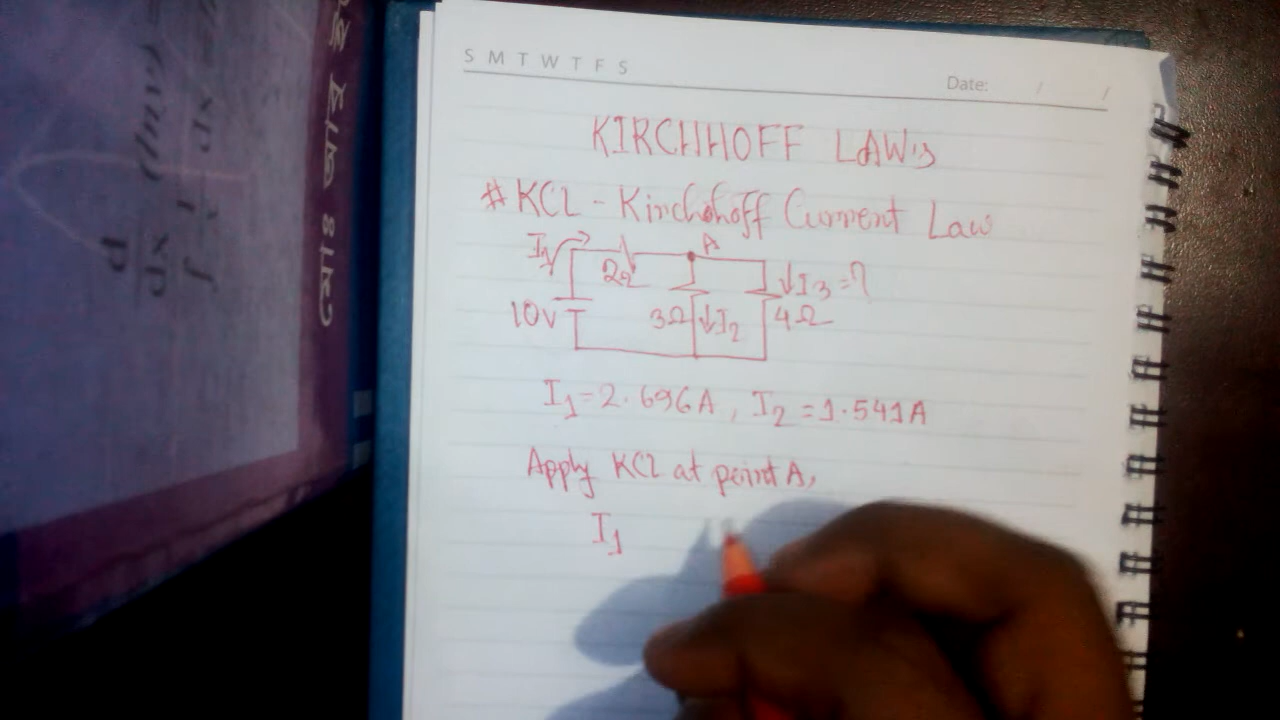 S M T W T F S
Date: / /
KIRCHHOFF LAW's
# KCL - Kirchohoff Current Law
I1
2Ω
A
I3 = ?
10V
3Ω
I2
4Ω
I1 = 2.696A, I2 = 1.541A
Apply KCL at point A,
I1